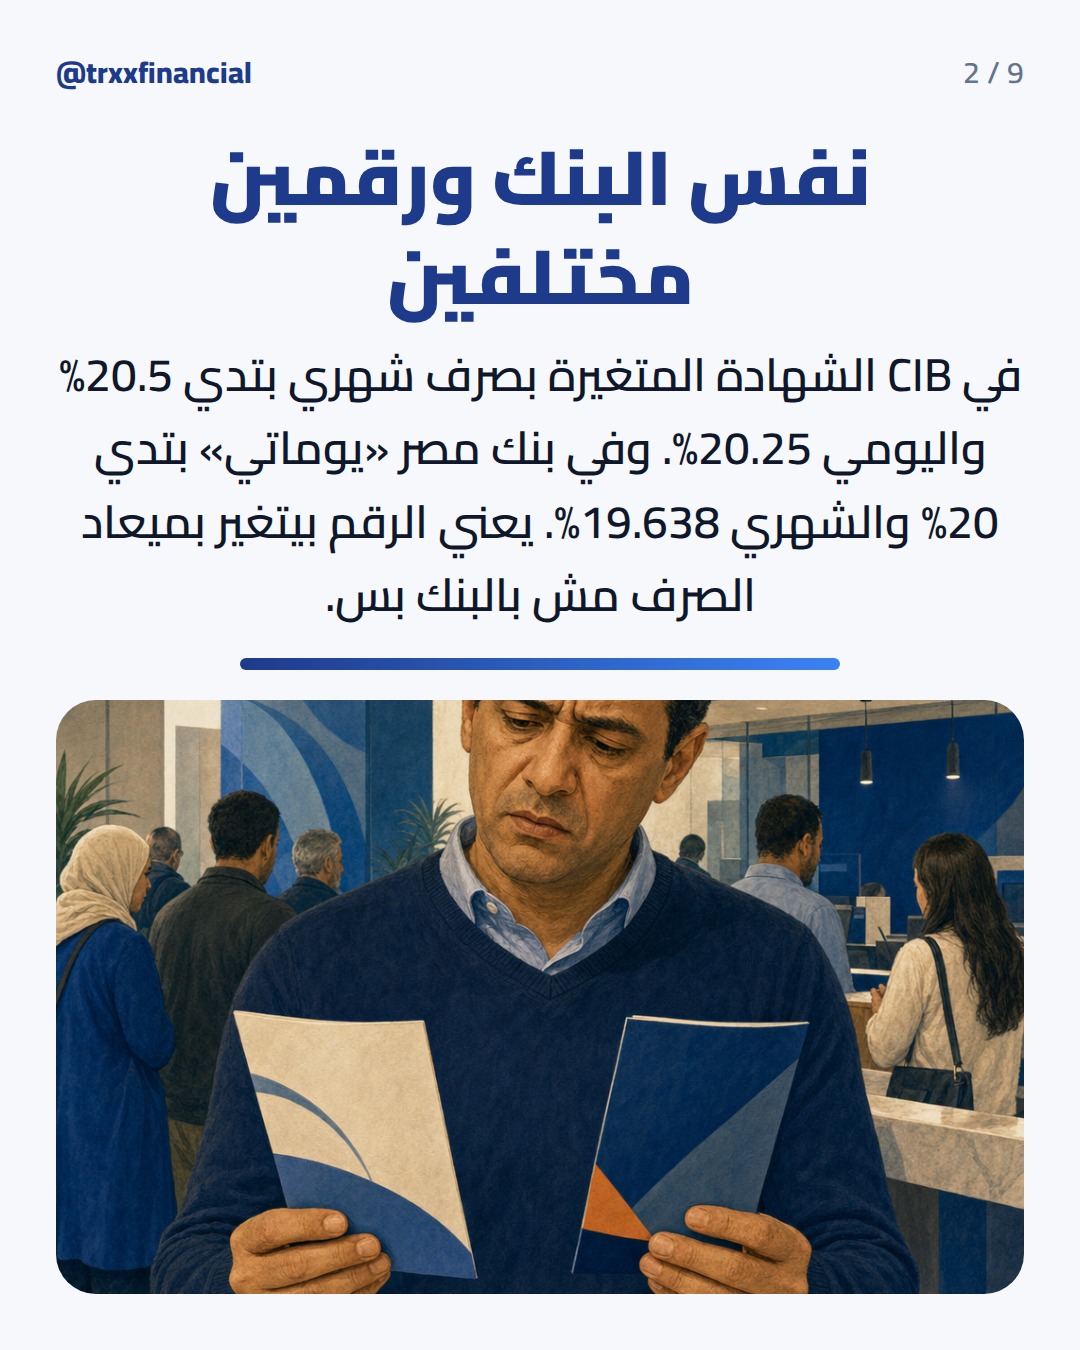 @trxxfinancial
2 / 9
نفس البنك ورقمين
مختلفين
في CIB الشهادة المتغيرة بصرف شهري بتدي 20.5%
واليومي 20.25%. وفي بنك مصر «يوماتي» بتدي
20% والشهري 19.638%. يعني الرقم بيتغير بميعاد
الصرف مش بالبنك بس.